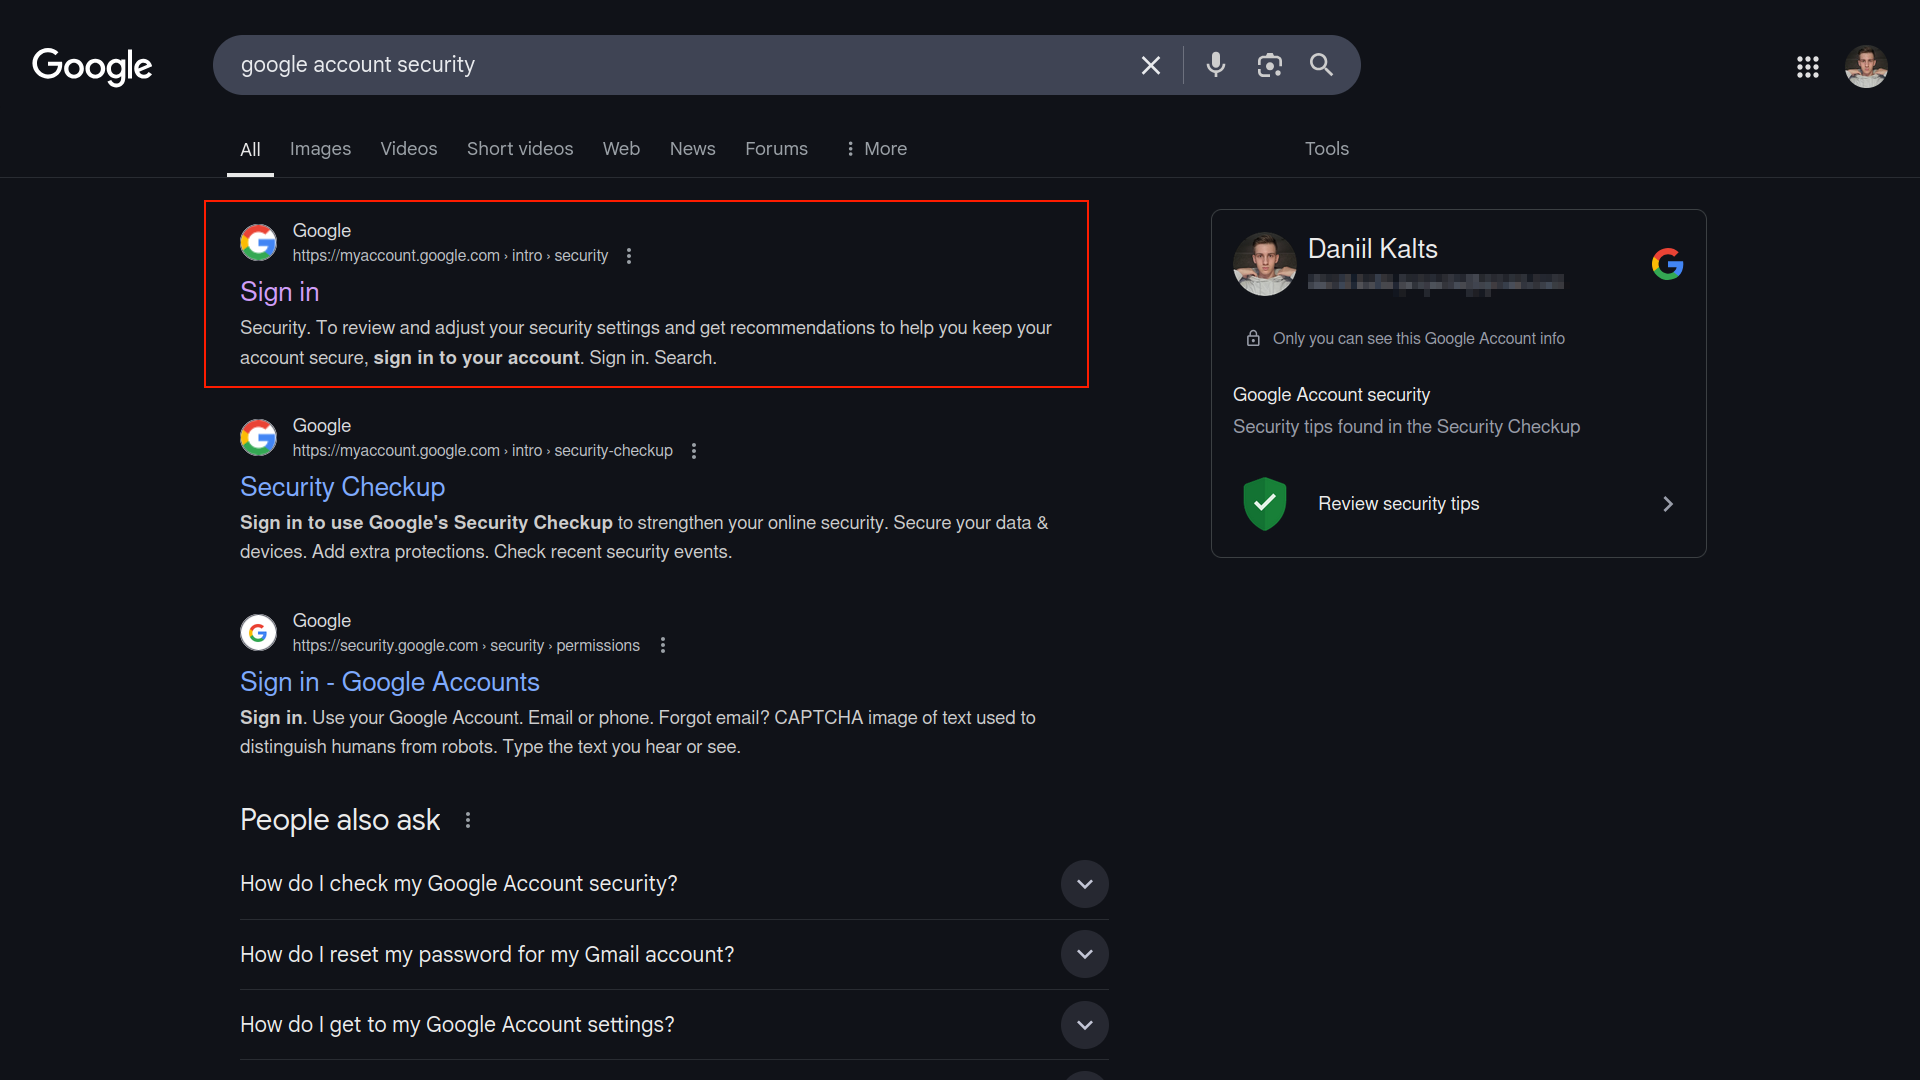 Google
google account security
All
Images
Videos
Short videos
Web
News
Forums
More
Tools
Google
https://myaccount.google.com › intro › security
Sign in
Security. To review and adjust your security settings and get recommendations to help you keep your
account secure, sign in to your account. Sign in. Search.
Google
https://myaccount.google.com › intro › security-checkup
Security Checkup
Sign in to use Google's Security Checkup to strengthen your online security. Secure your data &
devices. Add extra protections. Check recent security events.
Google
https://security.google.com › security › permissions
Sign in - Google Accounts
Sign in. Use your Google Account. Email or phone. Forgot email? CAPTCHA image of text used to
distinguish humans from robots. Type the text you hear or see.
People also ask
How do I check my Google Account security?
How do I reset my password for my Gmail account?
How do I get to my Google Account settings?
Daniil Kalts
Only you can see this Google Account info
Google Account security
Security tips found in the Security Checkup
Review security tips